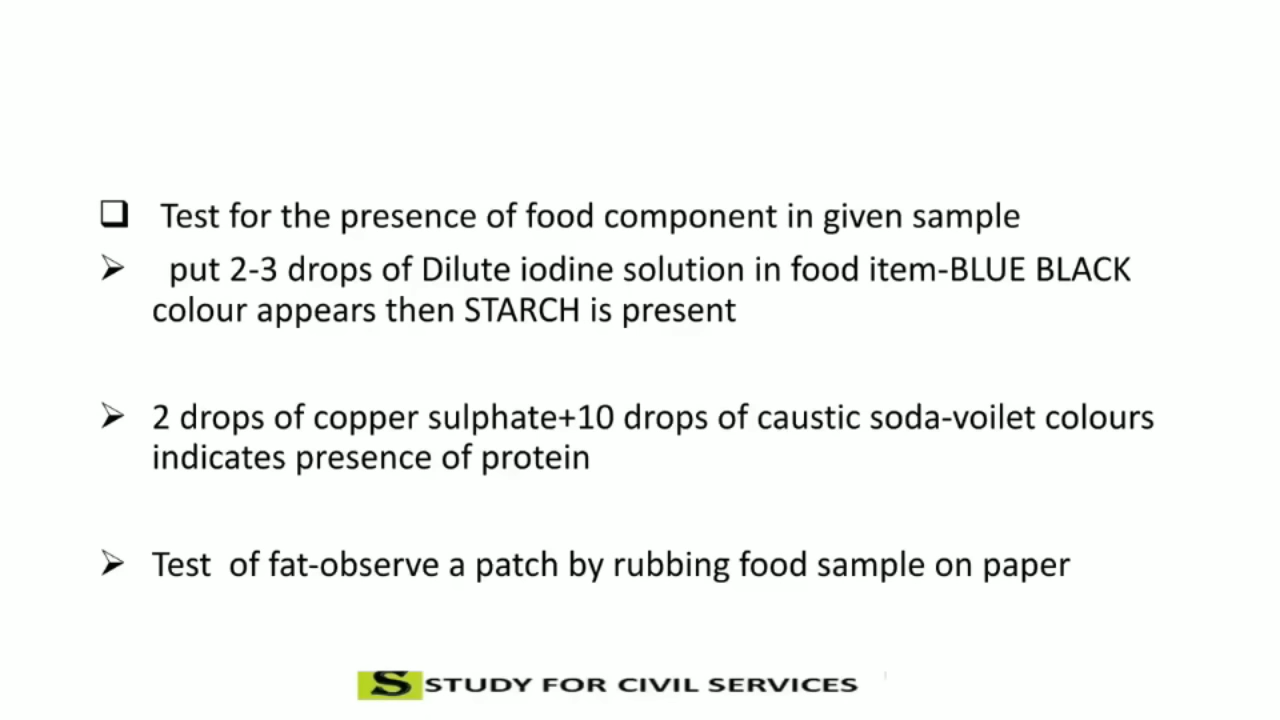 ❑ Test for the presence of food component in given sample
➢ put 2-3 drops of Dilute iodine solution in food item-BLUE BLACK
colour appears then STARCH is present
➢ 2 drops of copper sulphate+10 drops of caustic soda-voilet colours
indicates presence of protein
➢ Test of fat-observe a patch by rubbing food sample on paper
S STUDY FOR CIVIL SERVICES